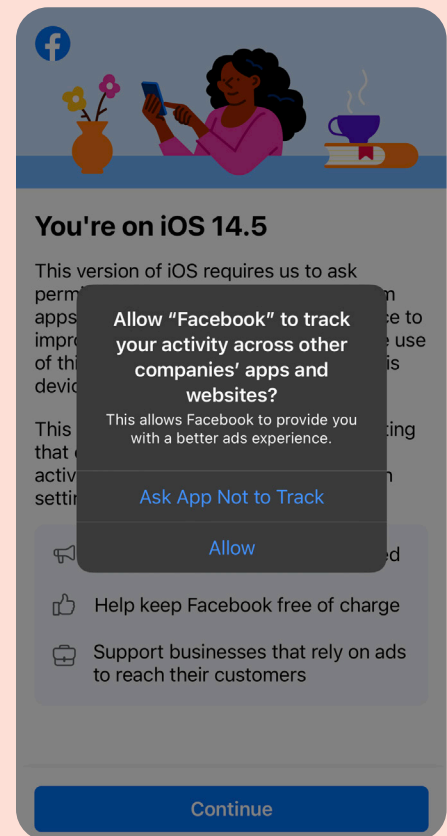 You're on iOS 14.5
This version of iOS requires us to ask
perm
apps ce to
impro use
of thi is
devic
Allow “Facebook” to track
your activity across other
companies’ apps and
websites?
This allows Facebook to provide you
with a better ads experience.
Ask App Not to Track
Allow
This ting
that
activ
settin
ed
Help keep Facebook free of charge
Support businesses that rely on ads
to reach their customers
Continue